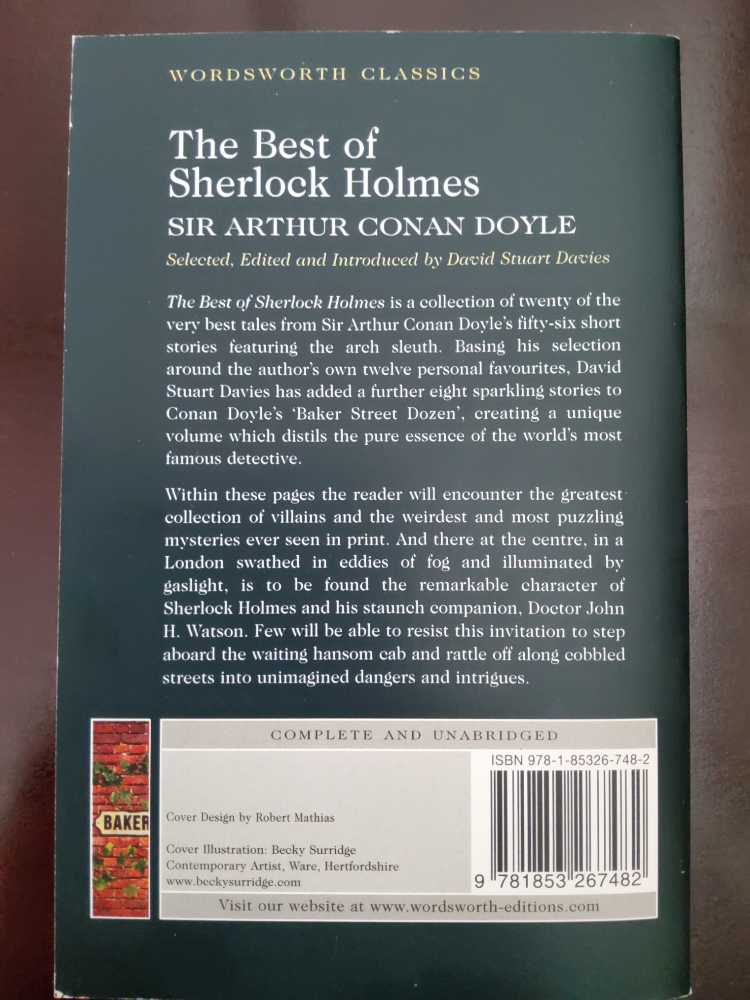 WORDSWORTH CLASSICS
The Best of
Sherlock Holmes
SIR ARTHUR CONAN DOYLE
Selected, Edited and Introduced by David Stuart Davies
The Best of Sherlock Holmes is a collection of twenty of the
very best tales from Sir Arthur Conan Doyle's fifty-six short
stories featuring the arch sleuth. Basing his selection
around the author's own twelve personal favourites, David
Stuart Davies has added a further eight sparkling stories to
Conan Doyle's 'Baker Street Dozen', creating a unique
volume which distils the pure essence of the world's most
famous detective.
Within these pages the reader will encounter the greatest
collection of villains and the weirdest and most puzzling
mysteries ever seen in print. And there at the centre, in a
London swathed in eddies of fog and illuminated by
gaslight, is to be found the remarkable character of
Sherlock Holmes and his staunch companion, Doctor John
H. Watson. Few will be able to resist this invitation to step
aboard the waiting hansom cab and rattle off along cobbled
streets into unimagined dangers and intrigues.
COMPLETE AND UNABRIDGED
ISBN 978-1-85326-748-2
BAKER
Cover Design by Robert Mathias
Cover Illustration: Becky Surridge
Contemporary Artist, Ware, Hertfordshire
www.beckysurridge.com
9 781853 267482
Visit our website at www.wordsworth-editions.com